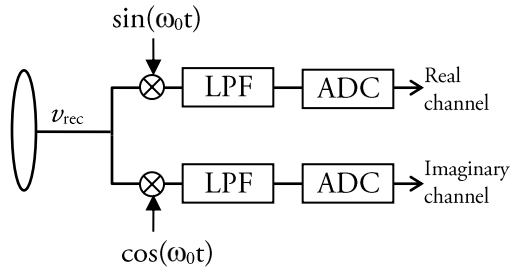 sin(ω₀t)
LPF
ADC
Real
channel
v_rec
LPF
ADC
Imaginary
channel
cos(ω₀t)